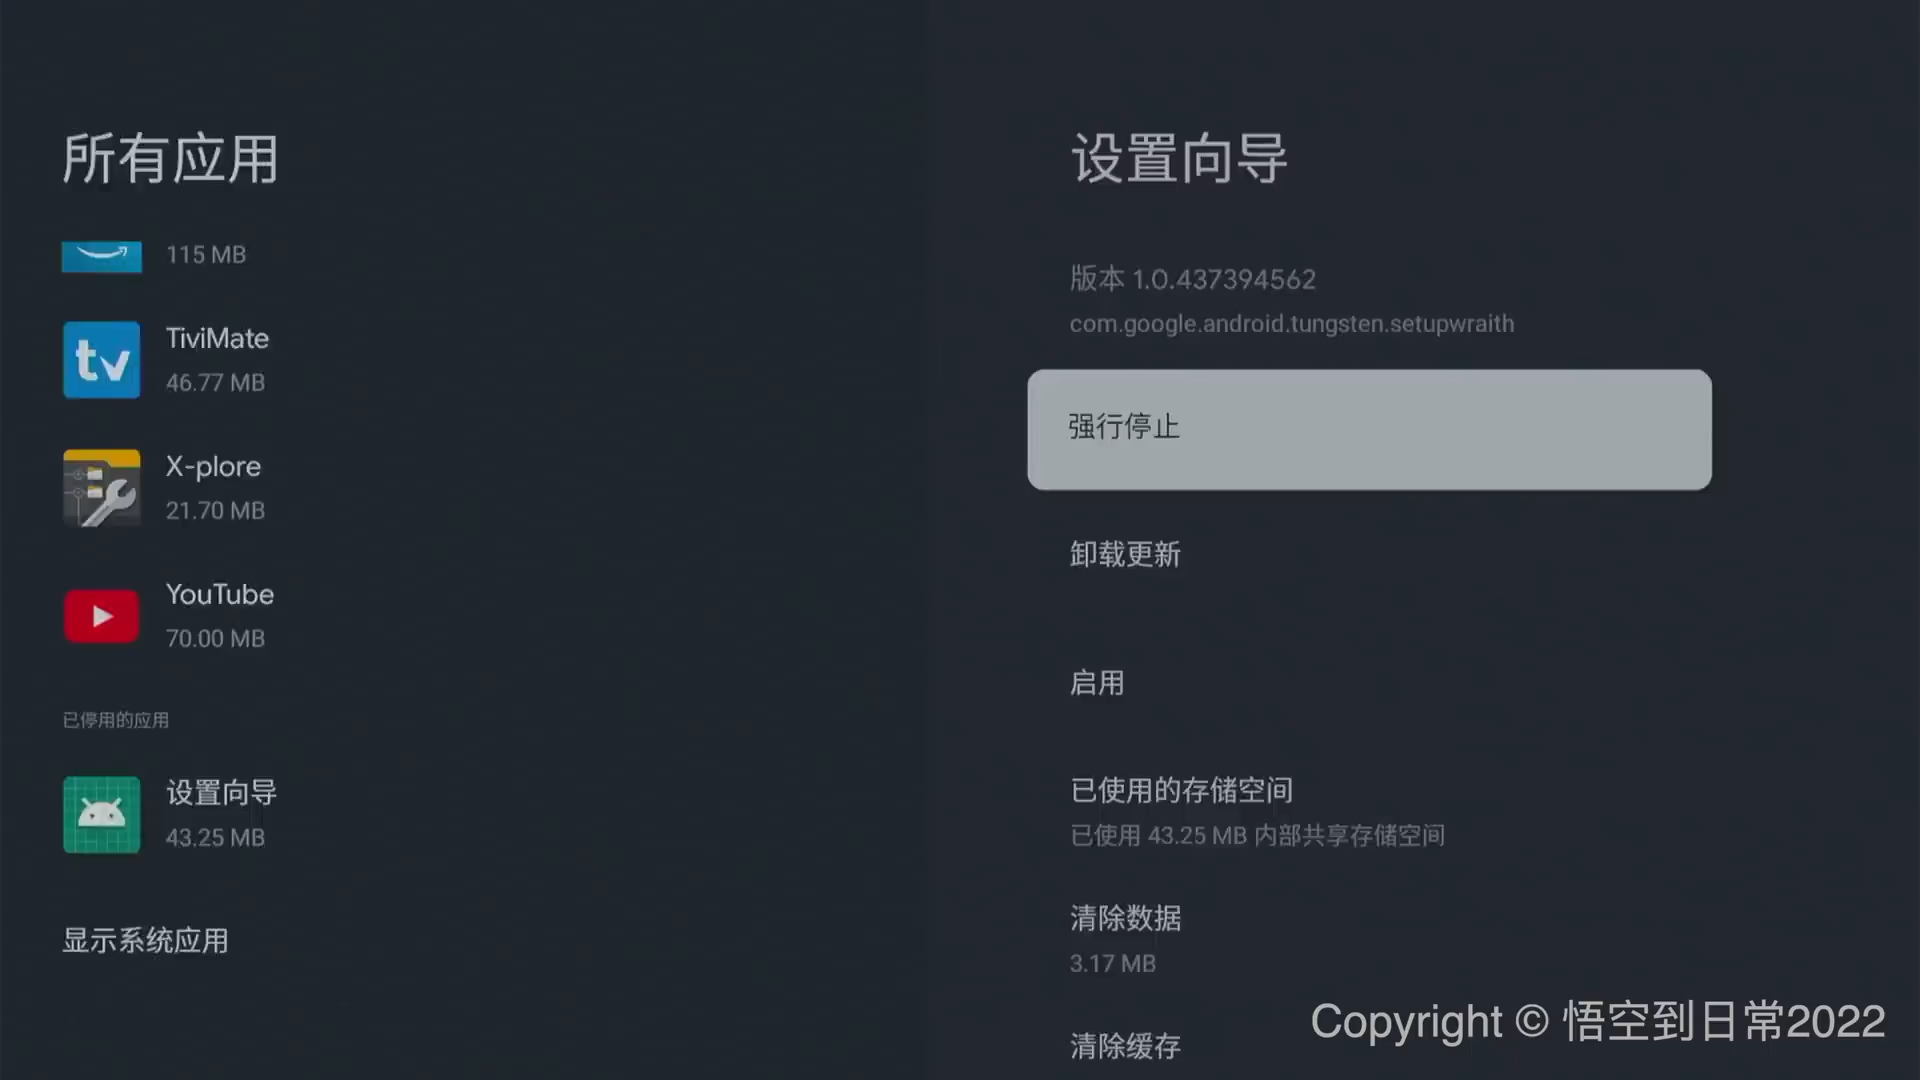 所有应用
115 MB
TiviMate
46.77 MB
X-plore
21.70 MB
YouTube
70.00 MB
已停用的应用
设置向导
43.25 MB
显示系统应用
设置向导
版本 1.0.437394562
com.google.android.tungsten.setupwraith
强行停止
卸载更新
启用
已使用的存储空间
已使用 43.25 MB 内部共享存储空间
清除数据
3.17 MB
清除缓存
Copyright © 悟空到日常2022